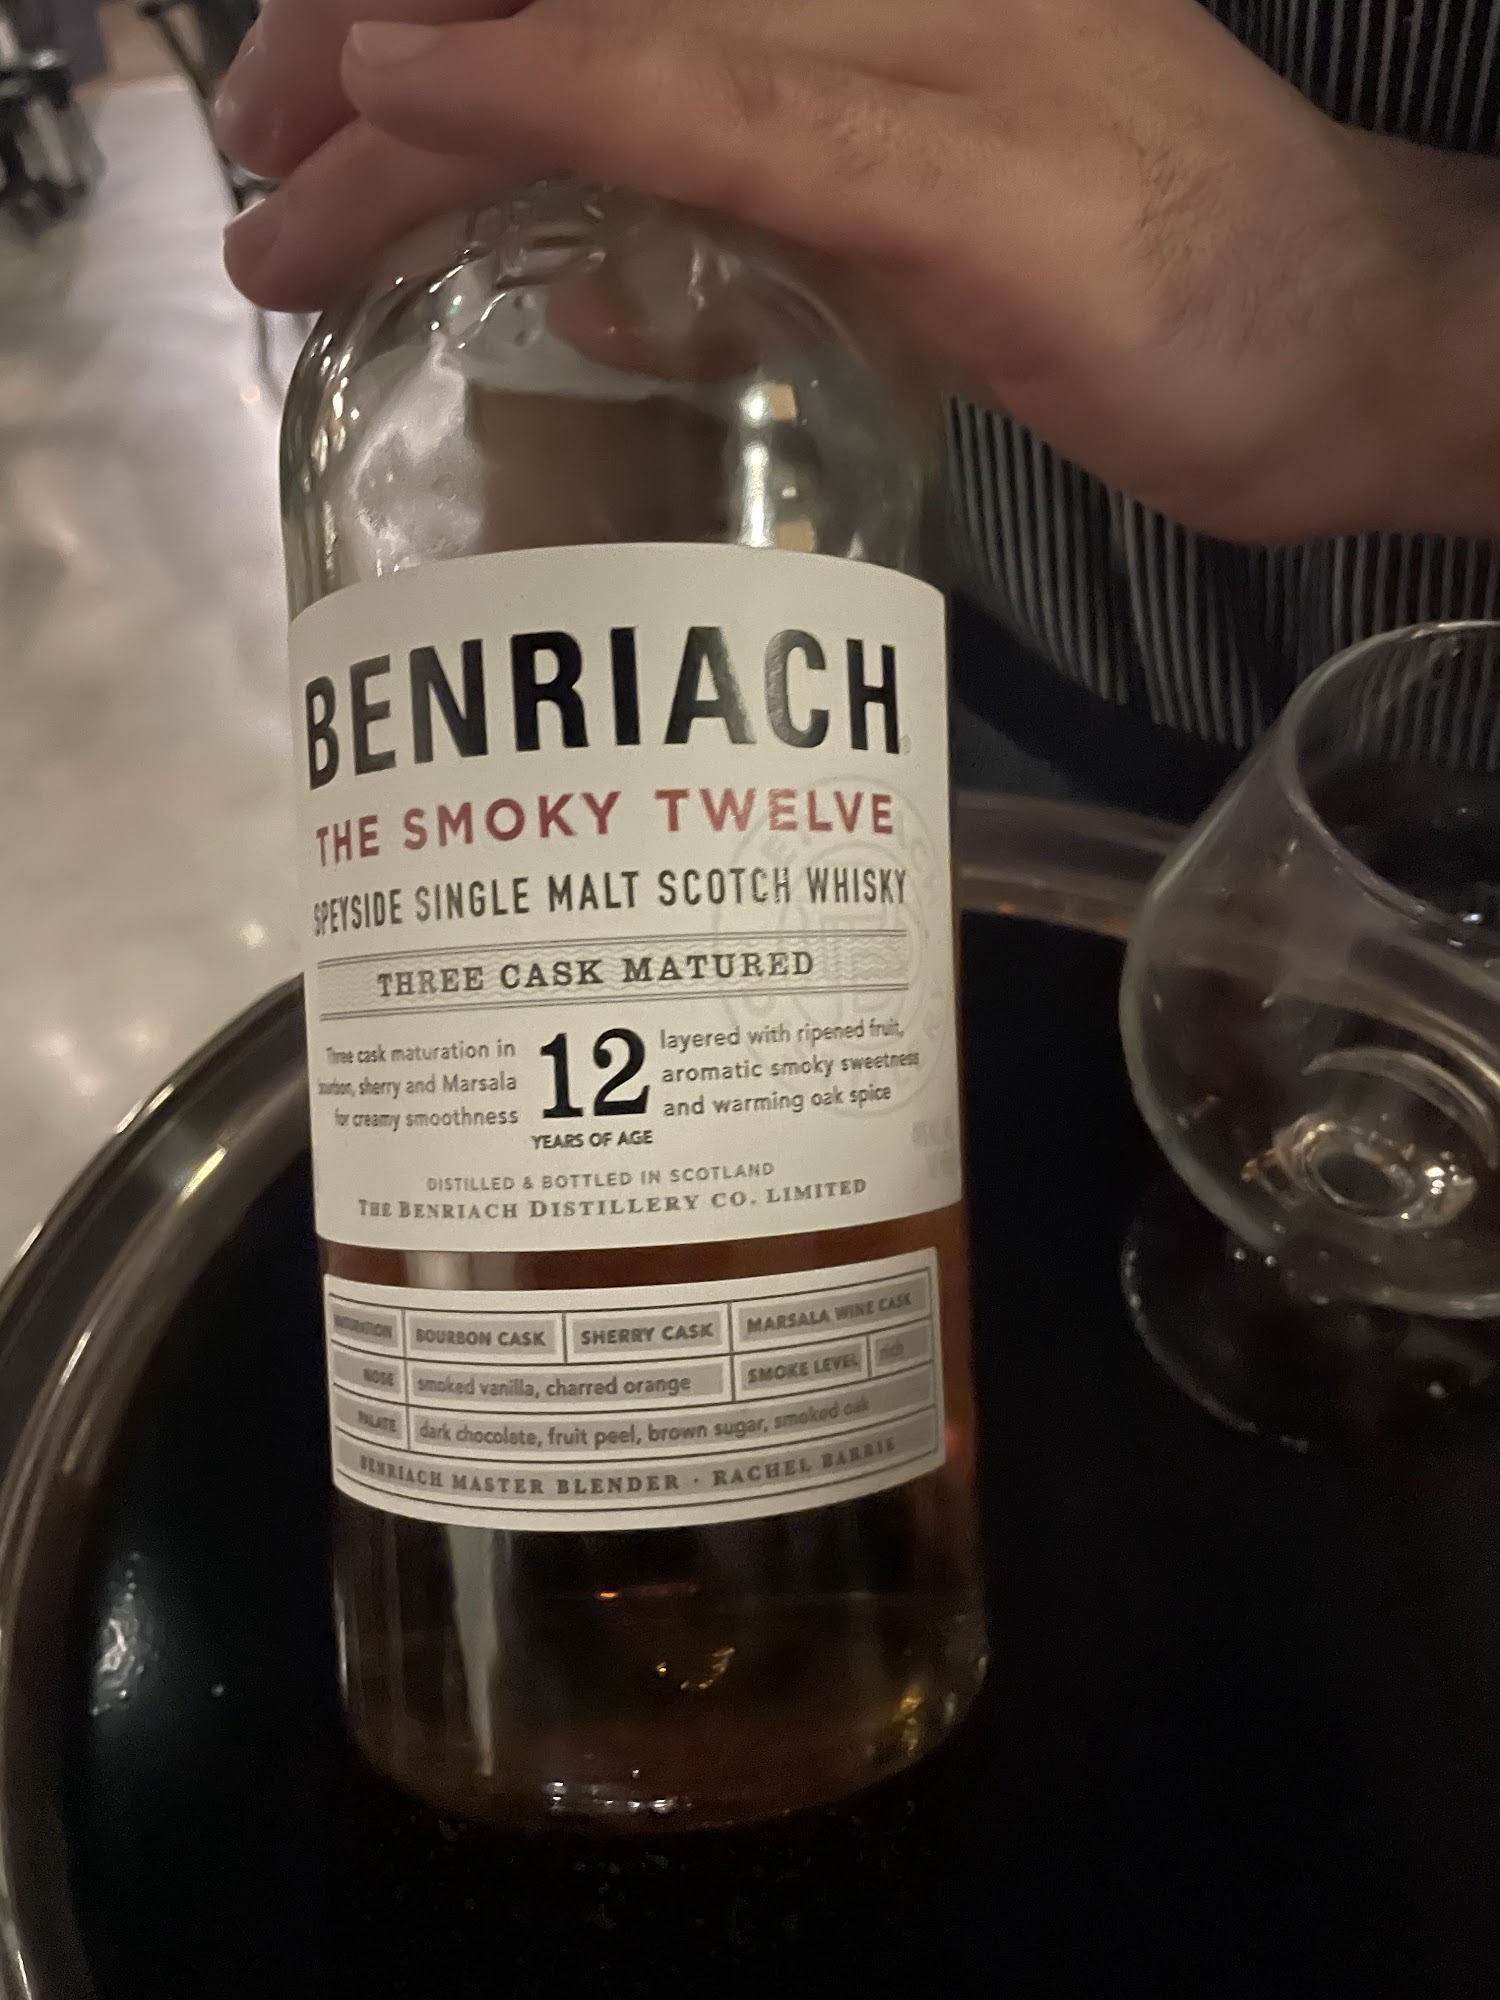 BENRIACH
THE SMOKY TWELVE
SPEYSIDE SINGLE MALT SCOTCH WHISKY
THREE CASK MATURED
Three cask maturation in
bourbon, sherry and Marsala
for creamy smoothness
12
YEARS OF AGE
layered with ripened fruit,
aromatic smoky sweetness
and warming oak spice
DISTILLED & BOTTLED IN SCOTLAND
THE BENRIACH DISTILLERY CO. LIMITED
MATURATION BOURBON CASK SHERRY CASK MARSALA WINE CASK
NOSE smoked vanilla, charred orange SMOKE LEVEL rich
PALATE dark chocolate, fruit peel, brown sugar, smoked oak
BENRIACH MASTER BLENDER · RACHEL BARRIE